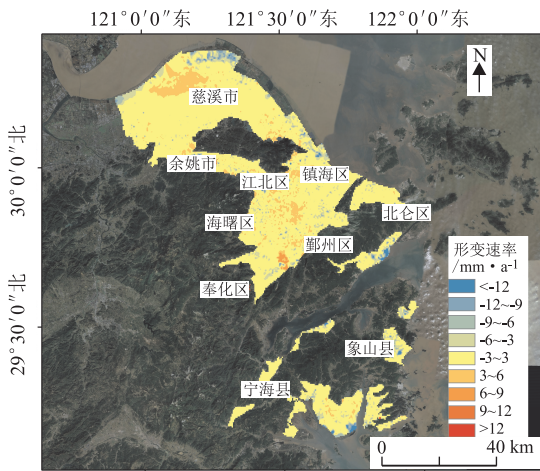 121°0′0″东 121°30′0″东 122°0′0″东
N
慈溪市
30°0′0″北
余姚市
镇海区
江北区
北仑区
海曙区
鄞州区
形变速率
/mm·a-1
奉化区
<-12
-12~-9
29°30′0″北
-9~-6
-6~-3
象山县
-3~3
3~6
宁海县
6~9
9~12
>12
0 40 km